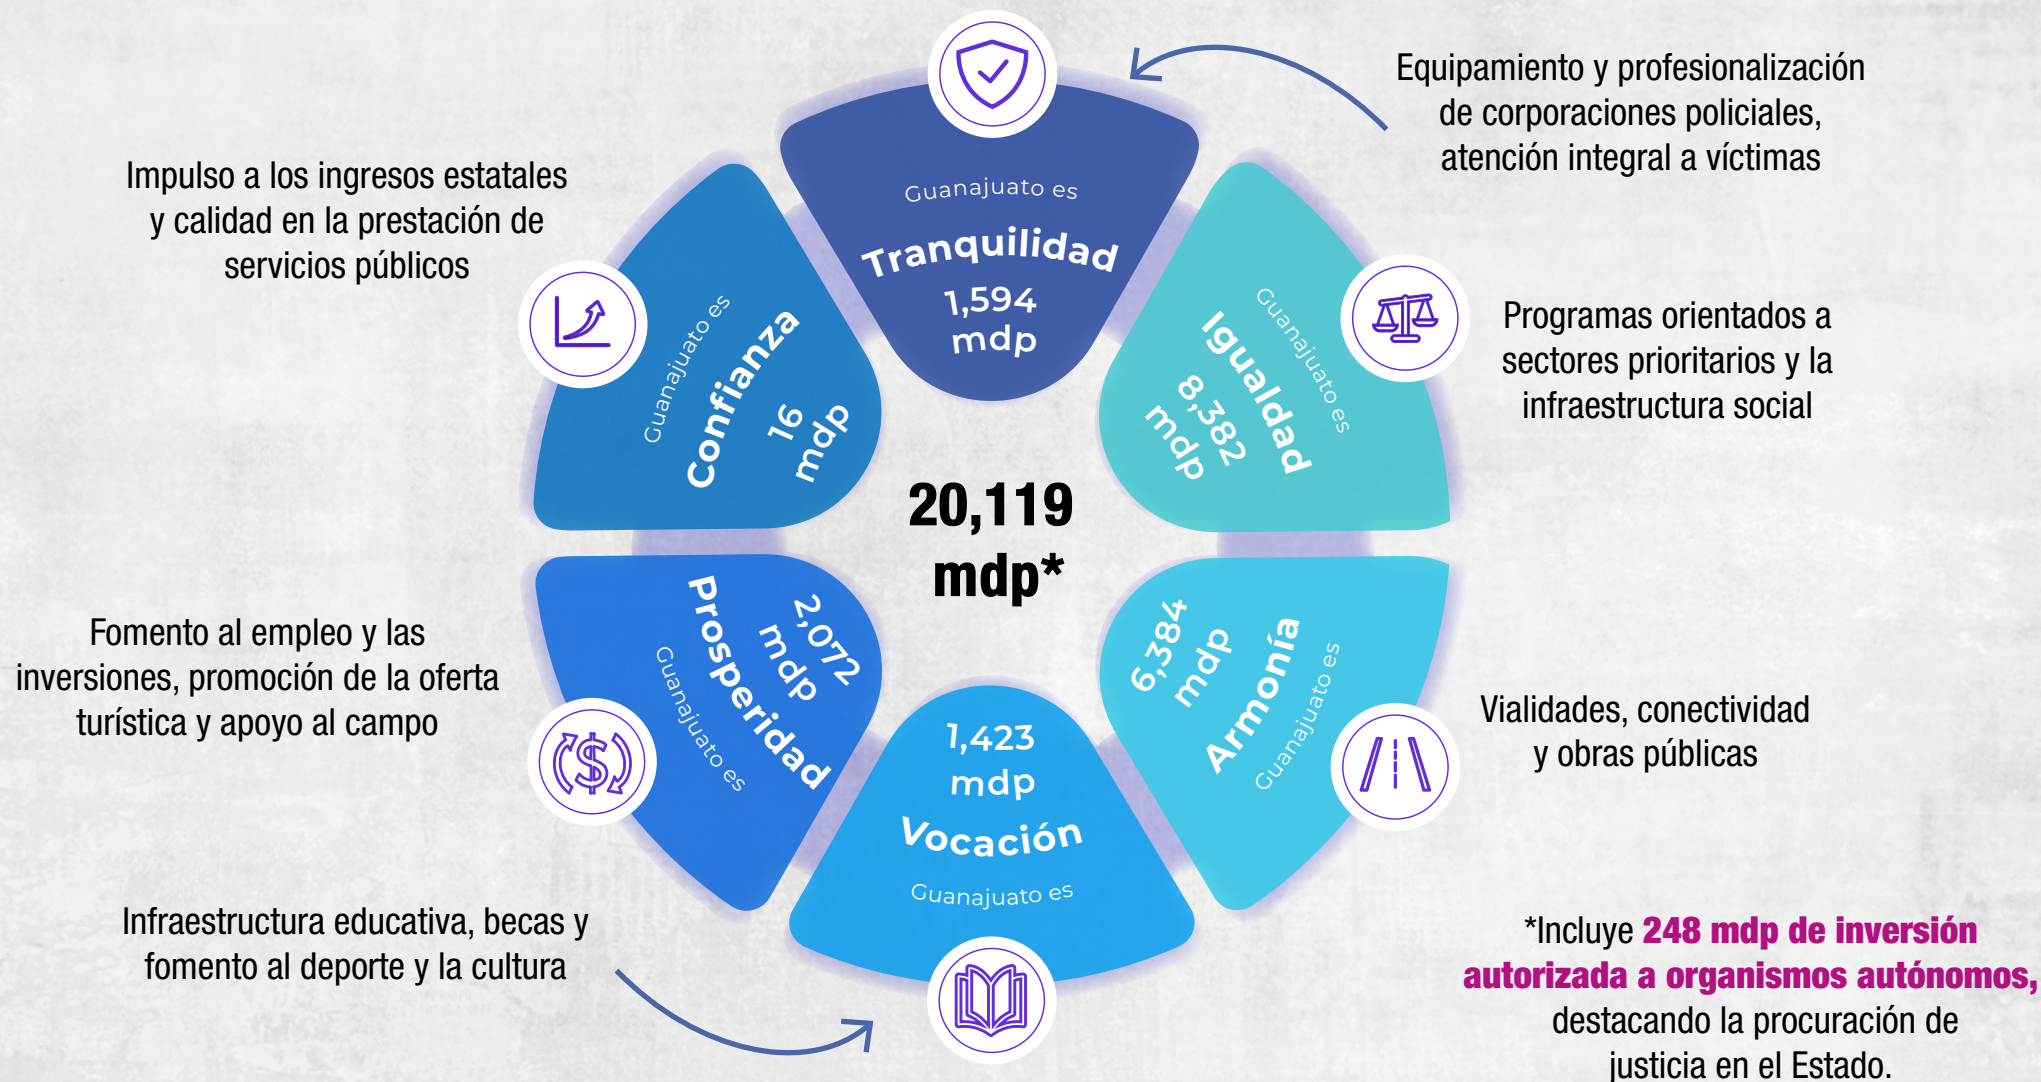 Equipamiento y profesionalización
de corporaciones policiales,
atención integral a víctimas
Guanajuato es
Tranquilidad
1,594
mdp
Programas orientados a
sectores prioritarios y la
infraestructura social
Guanajuato es
Igualdad
8,382
mdp
Vialidades, conectividad
y obras públicas
6,384
mdp
Armonía
Guanajuato es
Infraestructura educativa, becas y
fomento al deporte y la cultura
1,423
mdp
Vocación
Guanajuato es
Fomento al empleo y las
inversiones, promoción de la oferta
turística y apoyo al campo
2,072
mdp
Prosperidad
Guanajuato es
Impulso a los ingresos estatales
y calidad en la prestación de
servicios públicos
Guanajuato es
Confianza
16
mdp
20,119
mdp*
*Incluye 248 mdp de inversión
autorizada a organismos autónomos,
destacando la procuración de
justicia en el Estado.